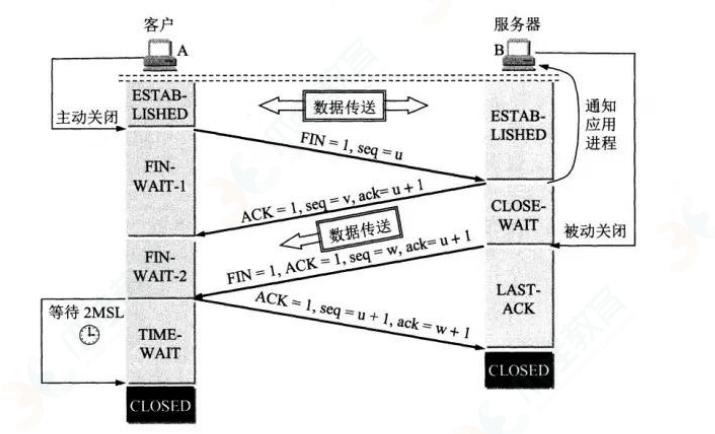 客户
服务器
A
B
ESTAB-
LISHED
数据传送
ESTAB-
LISHED
通知
应用
进程
主动关闭
FIN = 1, seq = u
FIN-
WAIT-1
ACK = 1, seq = v, ack= u + 1
CLOSE-
WAIT
被动关闭
数据传送
FIN = 1, ACK = 1, seq = w, ack= u + 1
FIN-
WAIT-2
ACK = 1, seq = u + 1, ack = w + 1
LAST-
ACK
等待 2MSL
TIME-
WAIT
CLOSED
CLOSED